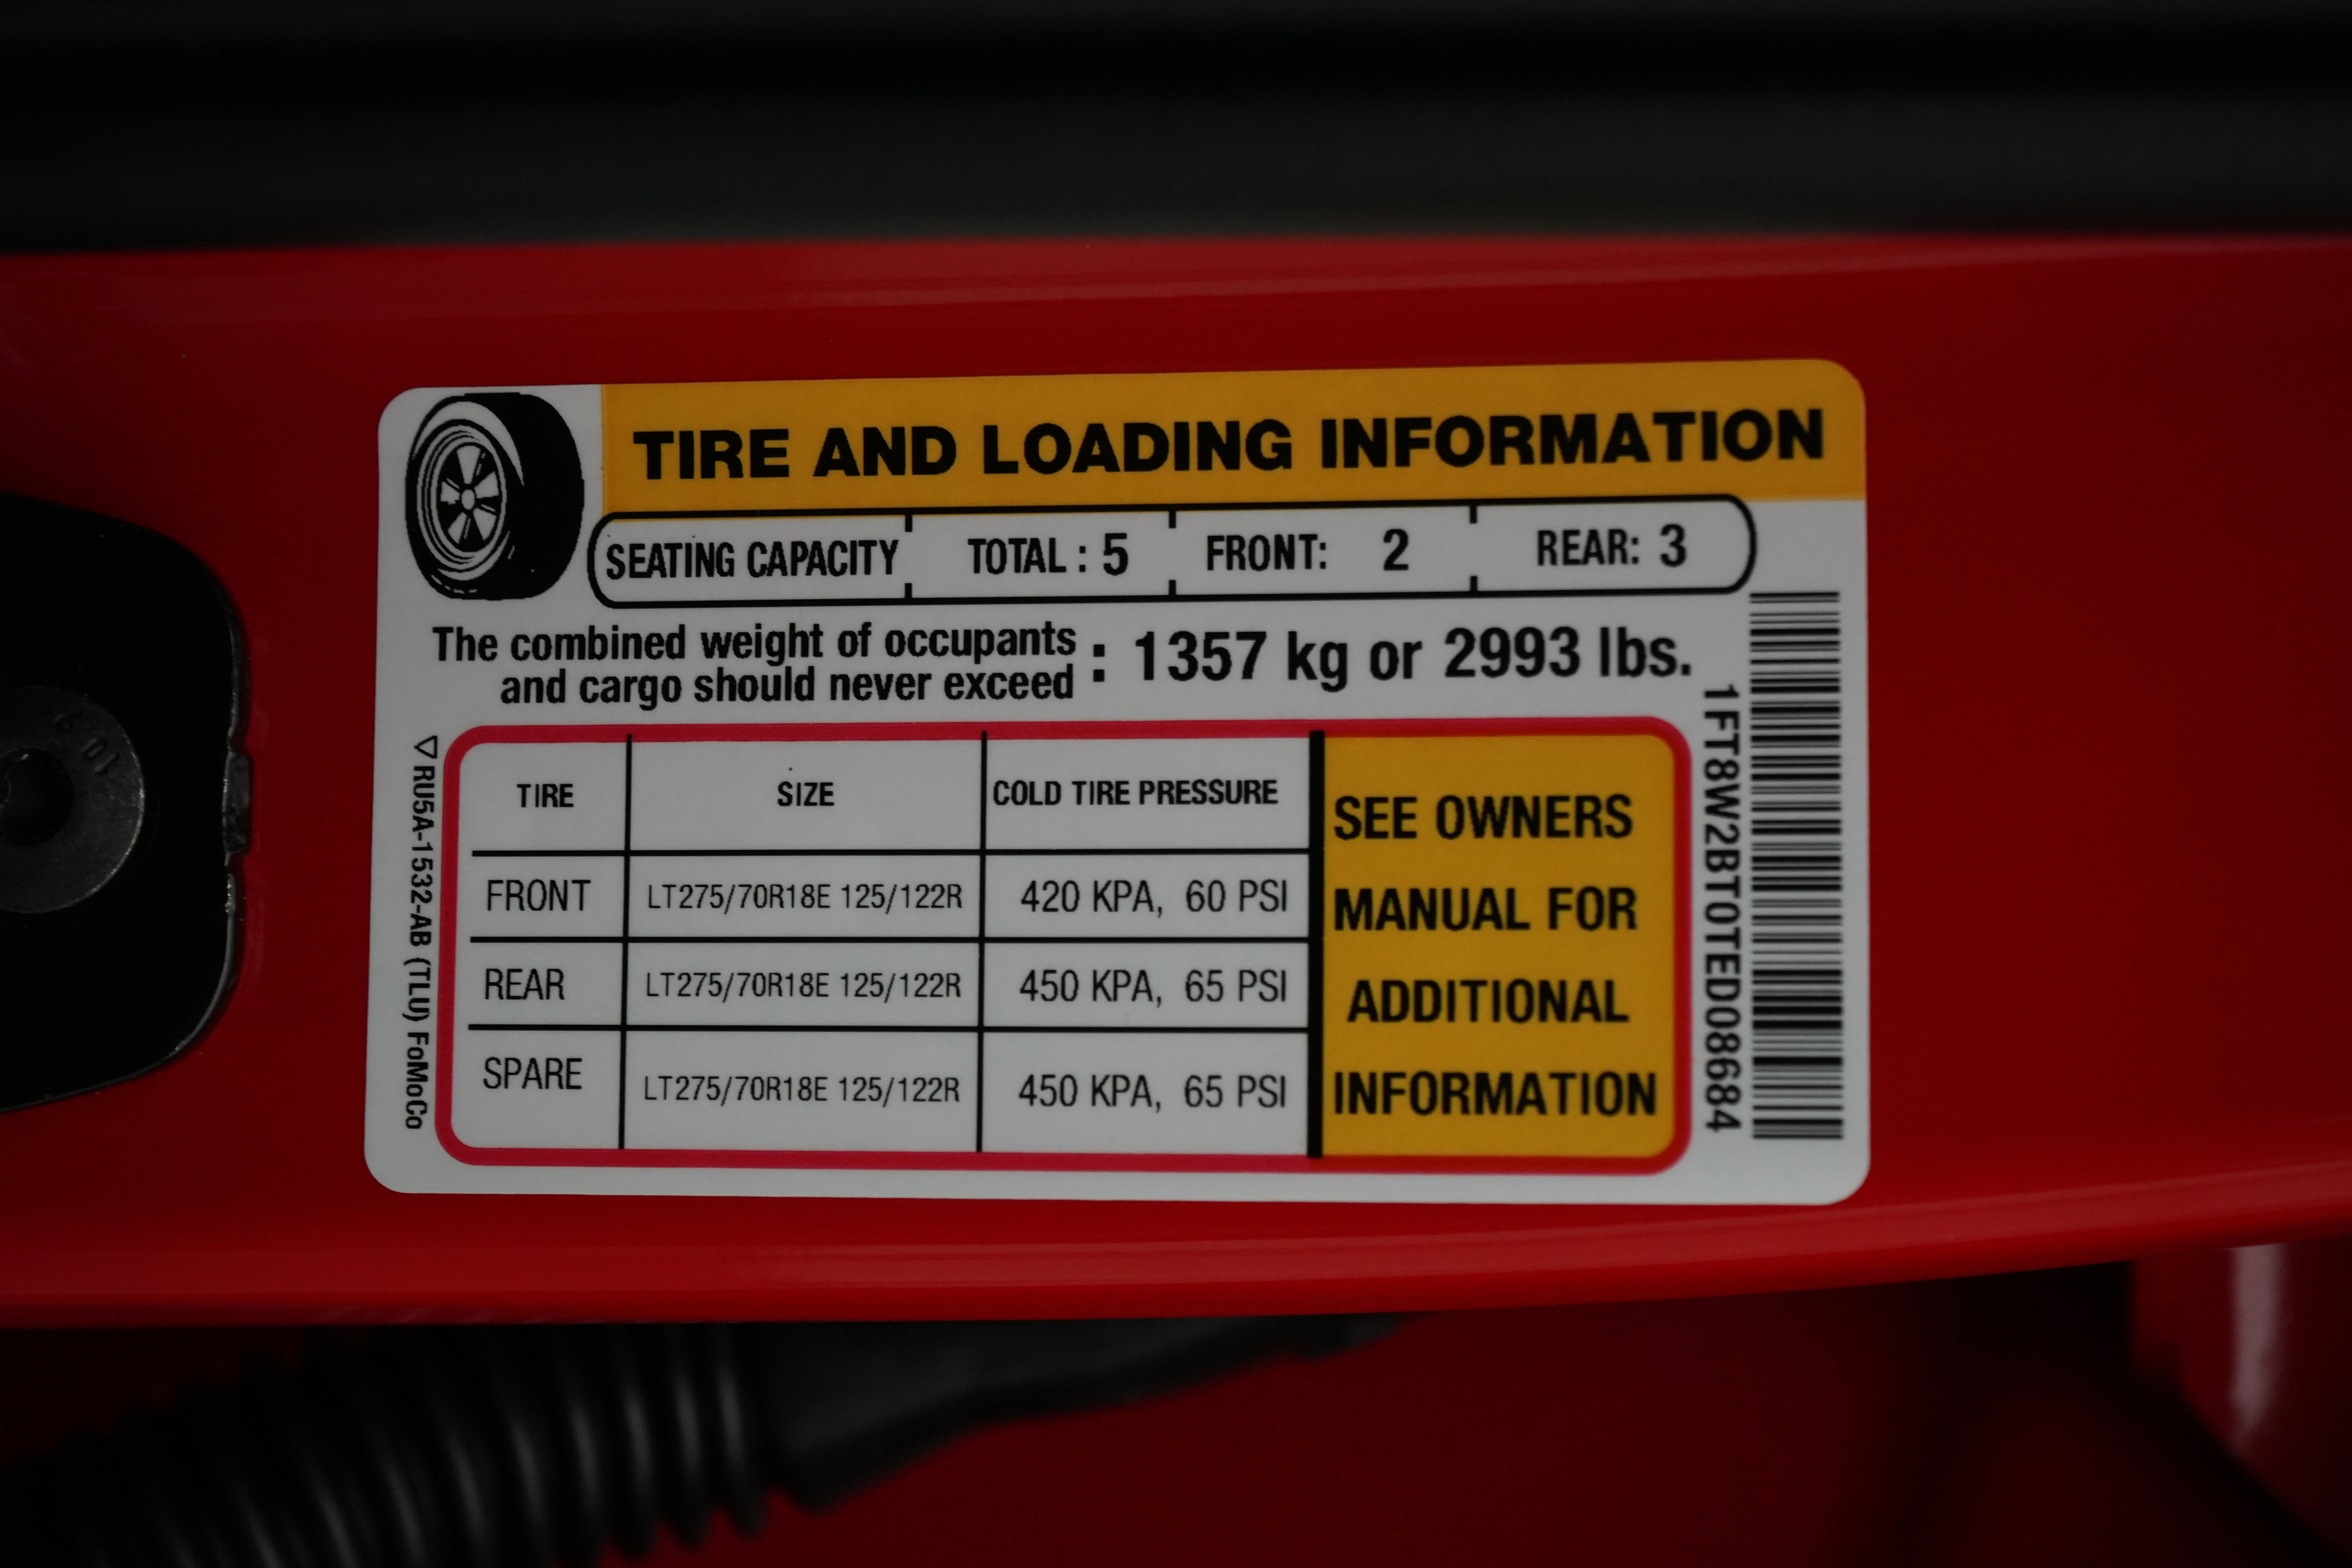 TIRE AND LOADING INFORMATION
SEATING CAPACITY TOTAL : 5 FRONT: 2 REAR: 3
The combined weight of occupants
and cargo should never exceed : 1357 kg or 2993 lbs.
TIRE SIZE COLD TIRE PRESSURE
FRONT LT275/70R18E 125/122R 420 KPA, 60 PSI
REAR LT275/70R18E 125/122R 450 KPA, 65 PSI
SPARE LT275/70R18E 125/122R 450 KPA, 65 PSI
SEE OWNERS
MANUAL FOR
ADDITIONAL
INFORMATION
RU5A-1532-AB (TLU) FoMoCo
1FT8W2BT0TED08684
10.9